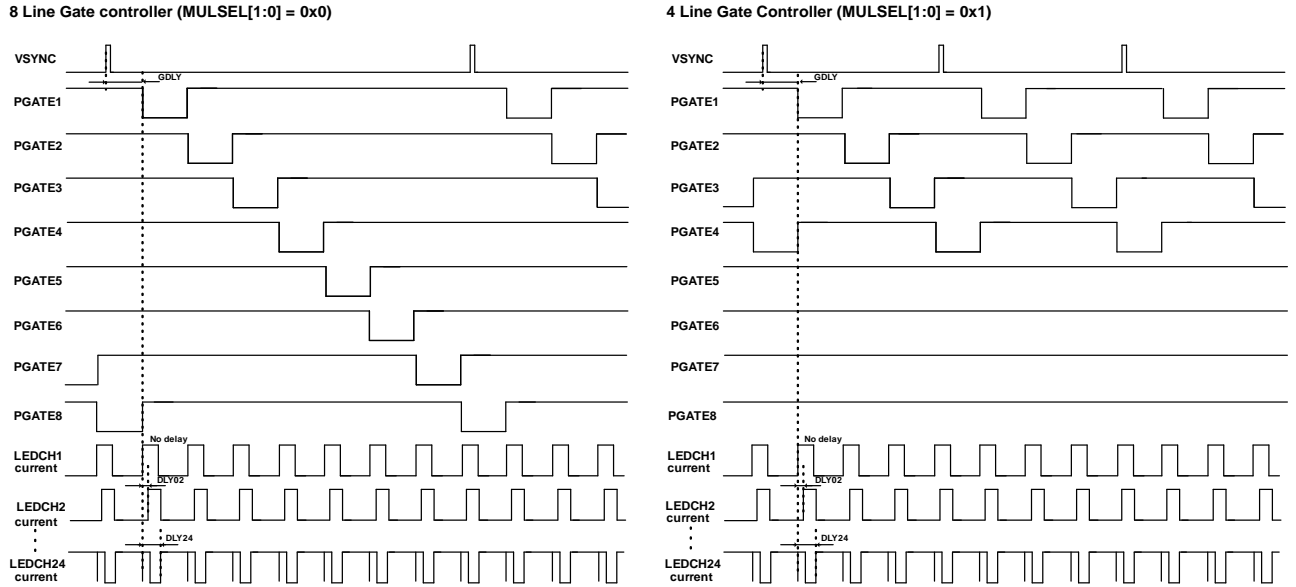 8 Line Gate controller (MULSEL[1:0] = 0x0)
VSYNC
GDLY
PGATE1
PGATE2
PGATE3
PGATE4
PGATE5
PGATE6
PGATE7
PGATE8
No delay
LEDCH1
current
DLY02
LEDCH2
current
DLY24
LEDCH24
current
4 Line Gate Controller (MULSEL[1:0] = 0x1)
VSYNC
GDLY
PGATE1
PGATE2
PGATE3
PGATE4
PGATE5
PGATE6
PGATE7
PGATE8
No delay
LEDCH1
current
DLY02
LEDCH2
current
DLY24
LEDCH24
current